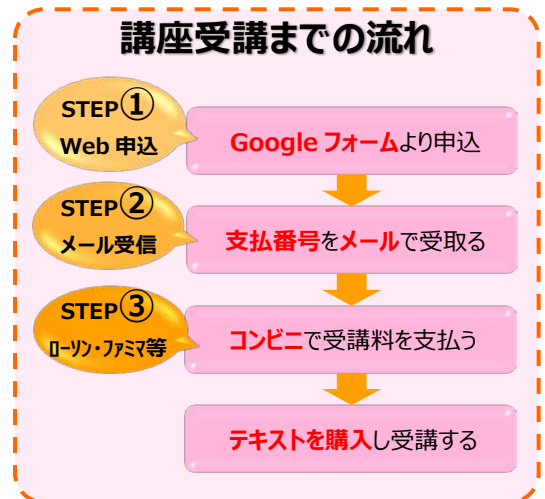 講座受講までの流れ
STEP①
Web 申込
Google フォームより申込
STEP②
メール受信
支払番号をメールで受取る
STEP③
ﾛｰｿﾝ・ﾌｧﾐﾏ等
コンビニで受講料を支払う
テキストを購入し受講する